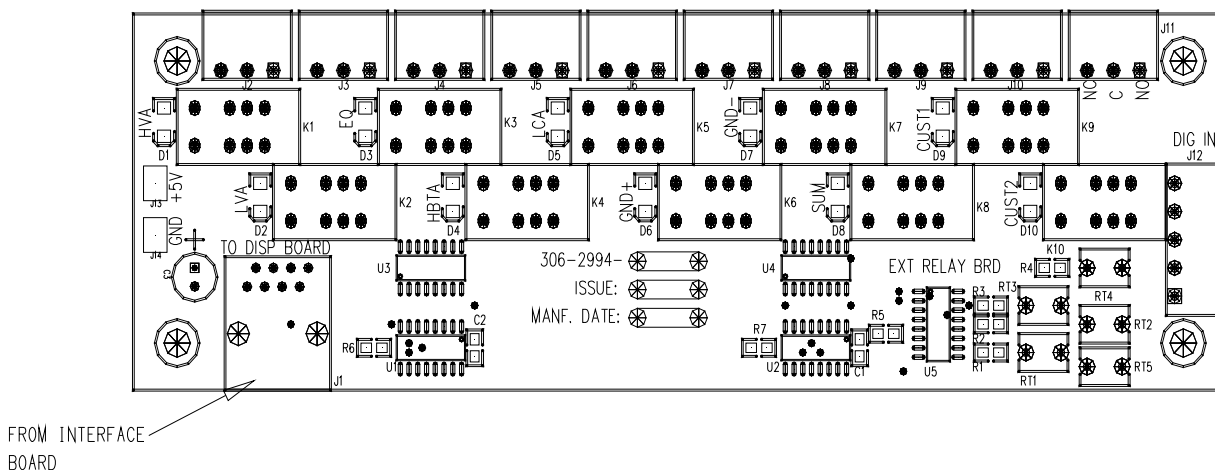 J11
J2
J3
J4
J5
J6
J7
J8
J9
J10
NO
C
NC
HVA
EQ
LCA
GND-
CUST1
K1
K3
K5
K7
K9
D1
D3
D5
D7
D9
DIG IN
J12
+5V
J13
LVA
HBTA
GND+
SUM
CUST2
K2
K4
K6
K8
D2
D4
D6
D8
D10
GND
J14
TO DISP BOARD
K10
C3
U3
306-2994-
U4
EXT RELAY BRD
R4
RT3
RT4
ISSUE:
R3
MANF. DATE:
C2
R5
R2
RT2
R6
R7
U1
U2
C1
U5
R1
RT1
RT5
J1
FROM INTERFACE
BOARD